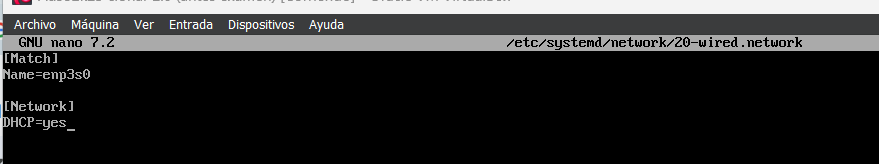 Archivo Máquina Ver Entrada Dispositivos Ayuda
GNU nano 7.2 /etc/systemd/network/20-wired.network
[Match]
Name=enp3s0
[Network]
DHCP=yes_